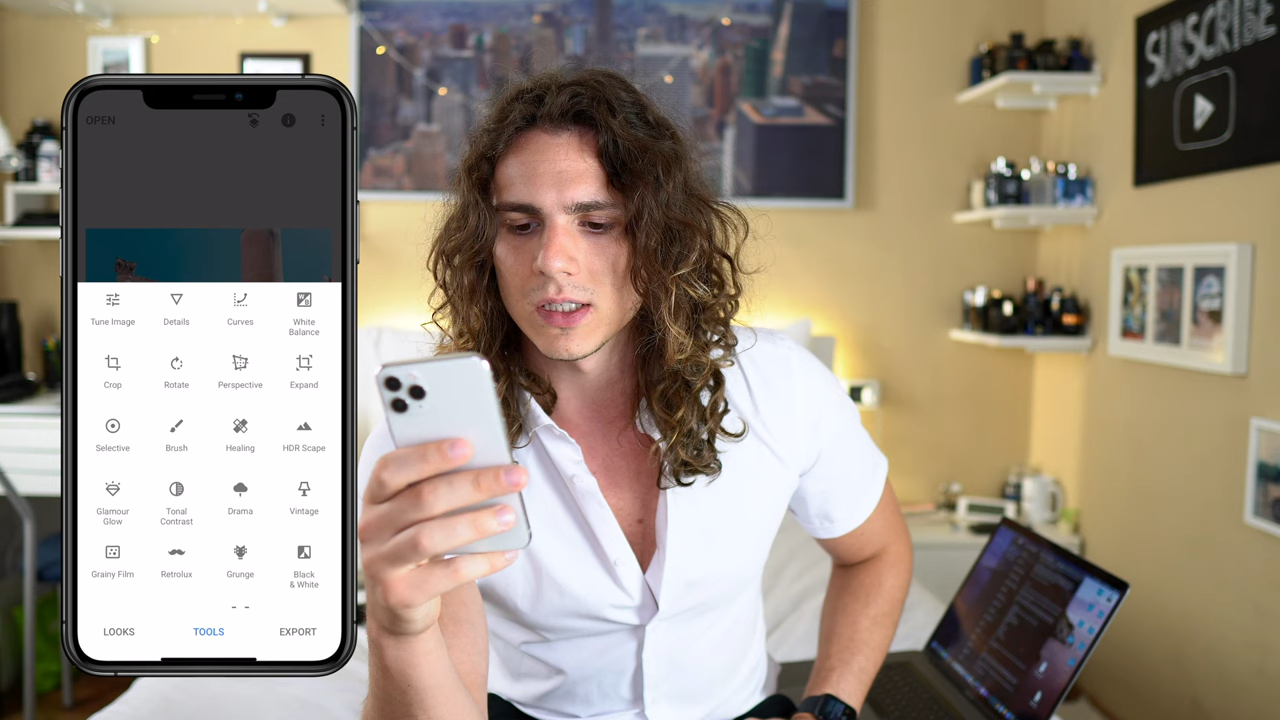 OPEN
Tune Image
Details
Curves
White
Balance
Crop
Rotate
Perspective
Expand
Selective
Brush
Healing
HDR Scape
Glamour
Glow
Tonal
Contrast
Drama
Vintage
Grainy Film
Retrolux
Grunge
Black
& White
LOOKS
TOOLS
EXPORT
SUBSCRIBE